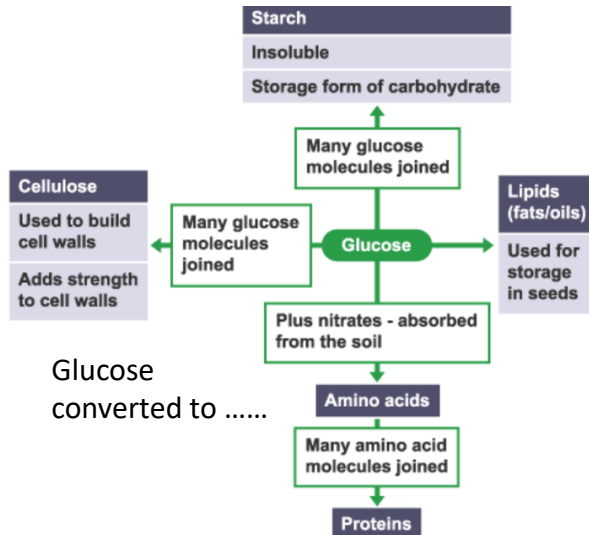 Starch
Insoluble
Storage form of carbohydrate
Many glucose
molecules joined
Cellulose
Used to build
cell walls
Adds strength
to cell walls
Many glucose
molecules
joined
Glucose
Lipids
(fats/oils)
Used for
storage
in seeds
Plus nitrates - absorbed
from the soil
Glucose
converted to ......
Amino acids
Many amino acid
molecules joined
Proteins